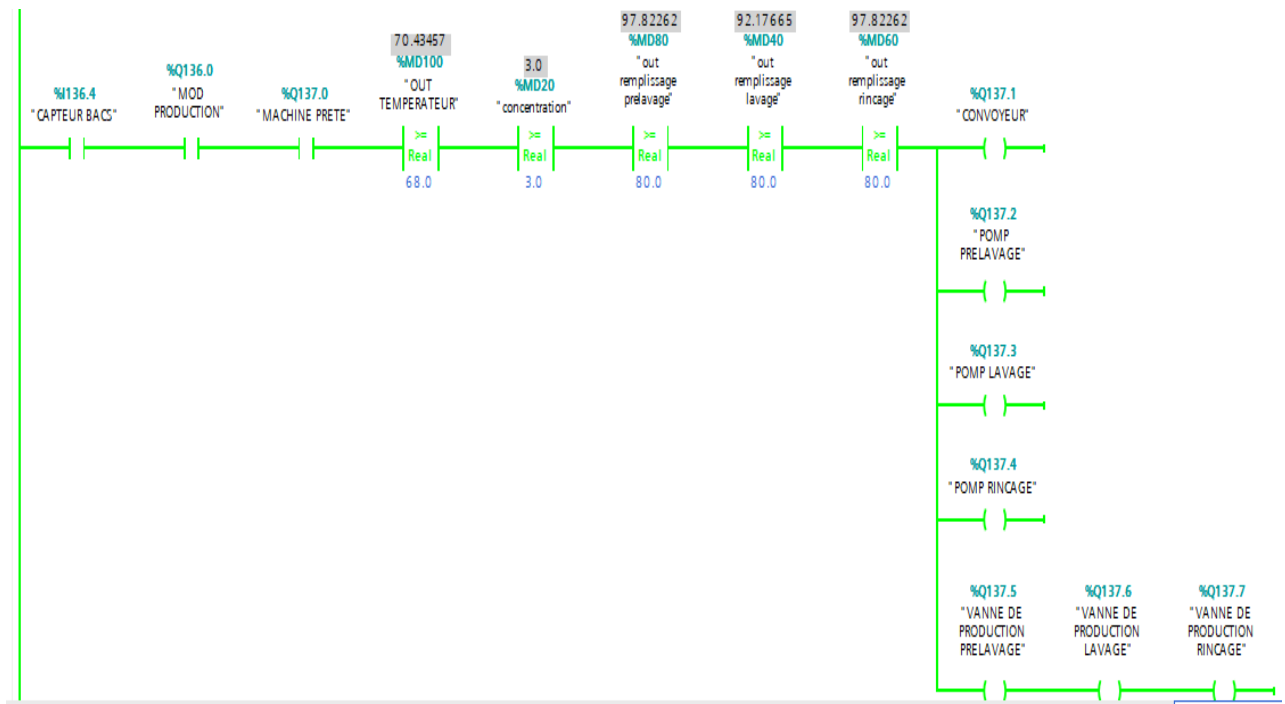 %I136.4
"CAPTEUR BACS"
%Q136.0
"MOD
PRODUCTION"
%Q137.0
"MACHINE PRETE"
70.43457
%MD100
"OUT
TEMPERATEUR"
>=
Real
68.0
3.0
%MD20
"concentration"
>=
Real
3.0
97.82262
%MD80
"out
remplissage
prelavage"
>=
Real
80.0
92.17665
%MD40
"out
remplissage
lavage"
>=
Real
80.0
97.82262
%MD60
"out
remplissage
rincage"
>=
Real
80.0
%Q137.1
"CONVOYEUR"
%Q137.2
"POMP
PRELAVAGE"
%Q137.3
"POMP LAVAGE"
%Q137.4
"POMP RINCAGE"
%Q137.5
"VANNE DE
PRODUCTION
PRELAVAGE"
%Q137.6
"VANNE DE
PRODUCTION
LAVAGE"
%Q137.7
"VANNE DE
PRODUCTION
RINCAGE"